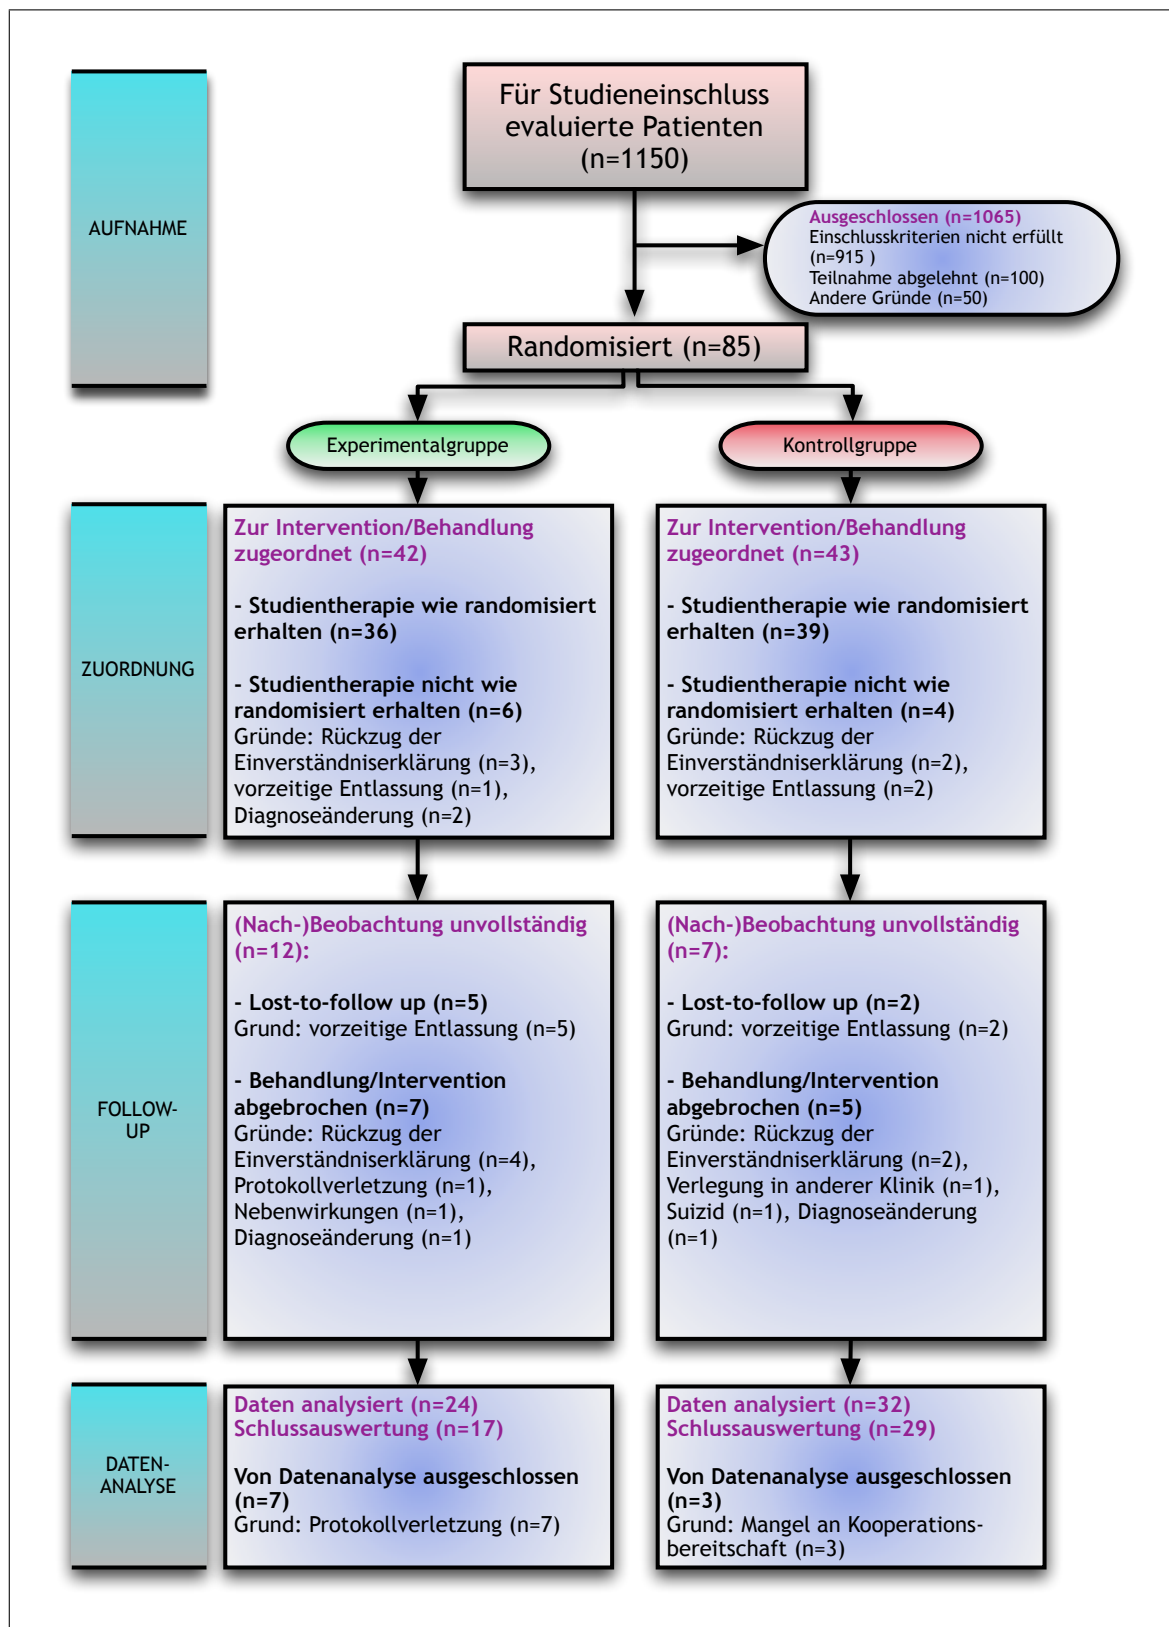 Für Studieneinschluss
evaluierte Patienten
(n=1150)
AUFNAHME
Ausgeschlossen (n=1065)
Einschlusskriterien nicht erfüllt
(n=915 )
Teilnahme abgelehnt (n=100)
Andere Gründe (n=50)
Randomisiert (n=85)
Experimentalgruppe
Kontrollgruppe
ZUORDNUNG
Zur Intervention/Behandlung
zugeordnet (n=42)
- Studientherapie wie randomisiert
erhalten (n=36)
- Studientherapie nicht wie
randomisiert erhalten (n=6)
Gründe: Rückzug der
Einverständniserklärung (n=3),
vorzeitige Entlassung (n=1),
Diagnoseänderung (n=2)
Zur Intervention/Behandlung
zugeordnet (n=43)
- Studientherapie wie randomisiert
erhalten (n=39)
- Studientherapie nicht wie
randomisiert erhalten (n=4)
Gründe: Rückzug der
Einverständniserklärung (n=2),
vorzeitige Entlassung (n=2)
FOLLOW-
UP
(Nach-)Beobachtung unvollständig
(n=12):
- Lost-to-follow up (n=5)
Grund: vorzeitige Entlassung (n=5)
- Behandlung/Intervention
abgebrochen (n=7)
Gründe: Rückzug der
Einverständniserklärung (n=4),
Protokollverletzung (n=1),
Nebenwirkungen (n=1),
Diagnoseänderung (n=1)
(Nach-)Beobachtung unvollständig
(n=7):
- Lost-to-follow up (n=2)
Grund: vorzeitige Entlassung (n=2)
- Behandlung/Intervention
abgebrochen (n=5)
Gründe: Rückzug der
Einverständniserklärung (n=2),
Verlegung in anderer Klinik (n=1),
Suizid (n=1), Diagnoseänderung
(n=1)
DATEN-
ANALYSE
Daten analysiert (n=24)
Schlussauswertung (n=17)
Von Datenanalyse ausgeschlossen
(n=7)
Grund: Protokollverletzung (n=7)
Daten analysiert (n=32)
Schlussauswertung (n=29)
Von Datenanalyse ausgeschlossen
(n=3)
Grund: Mangel an Kooperations-
bereitschaft (n=3)